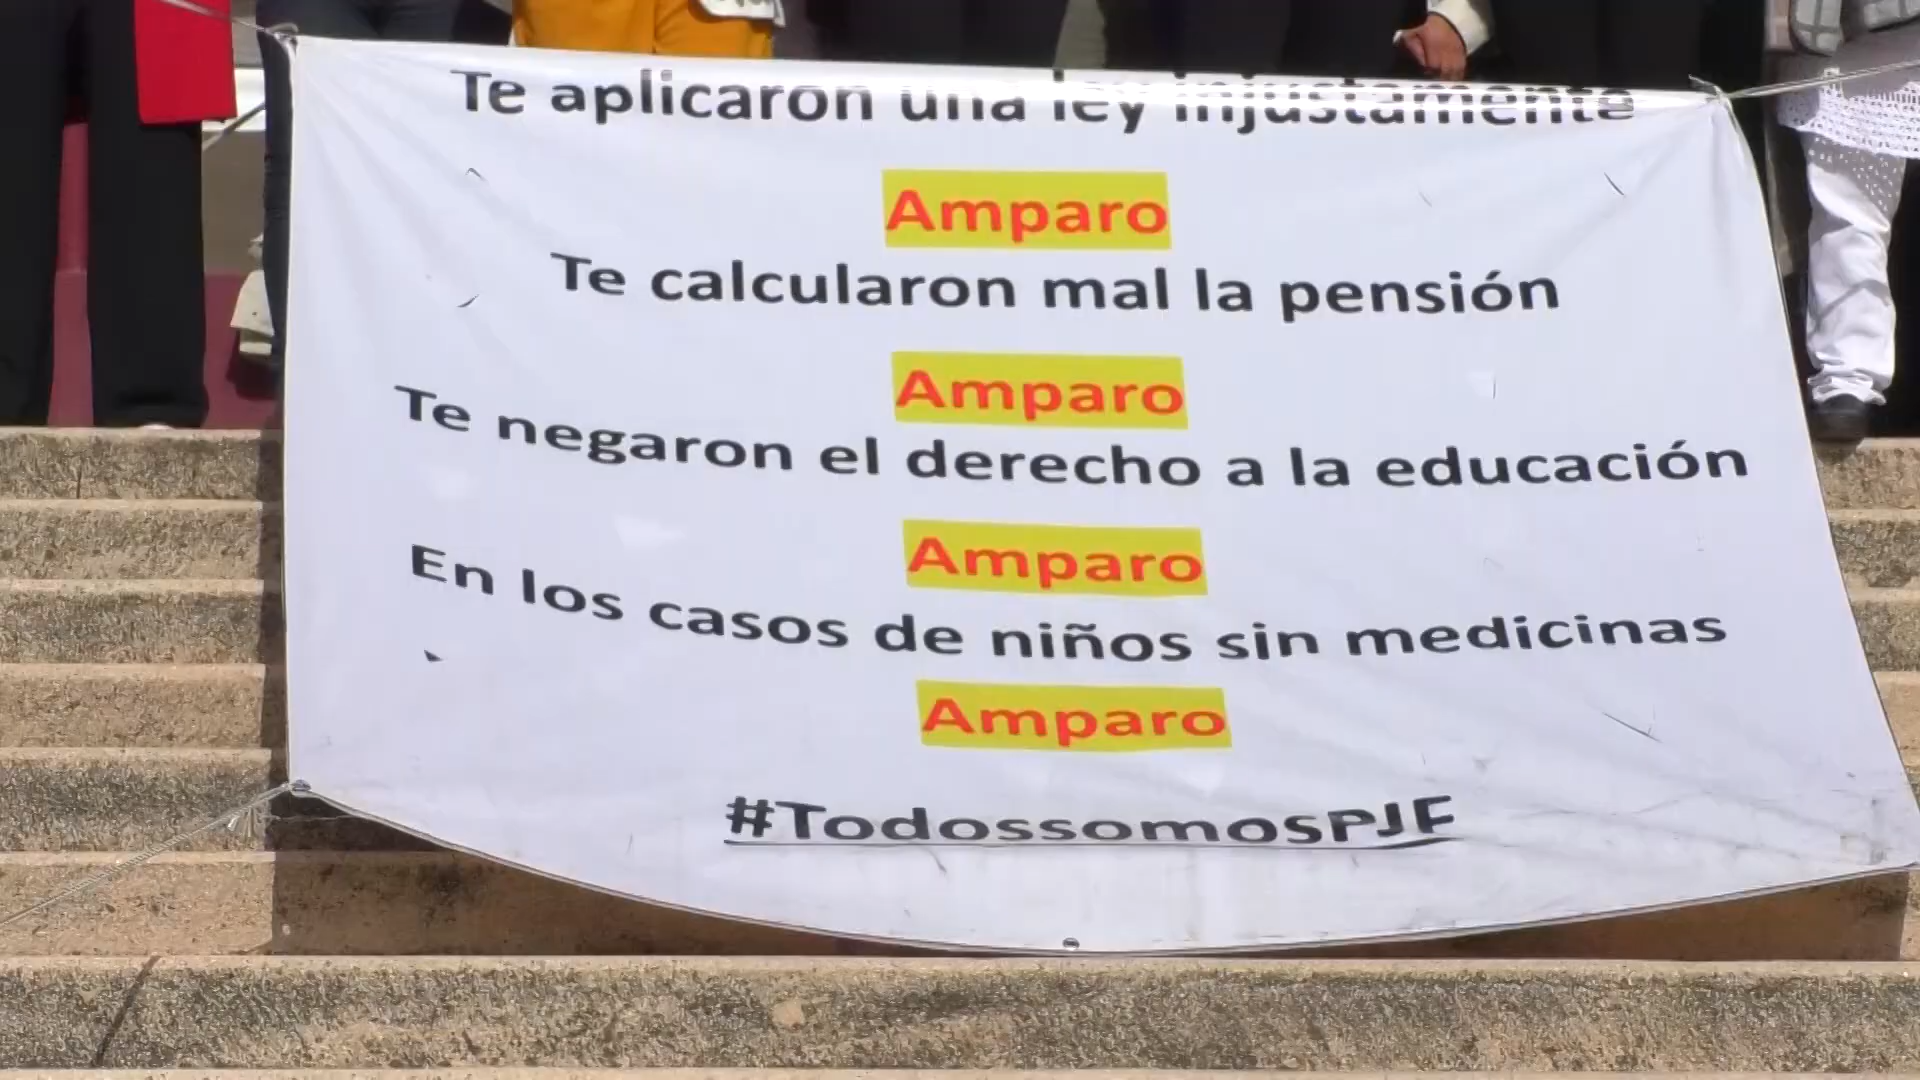 Te aplicaron una ley injustamente
Amparo
Te calcularon mal la pensión
Amparo
Te negaron el derecho a la educación
Amparo
En los casos de niños sin medicinas
Amparo
#TodossomosPJF